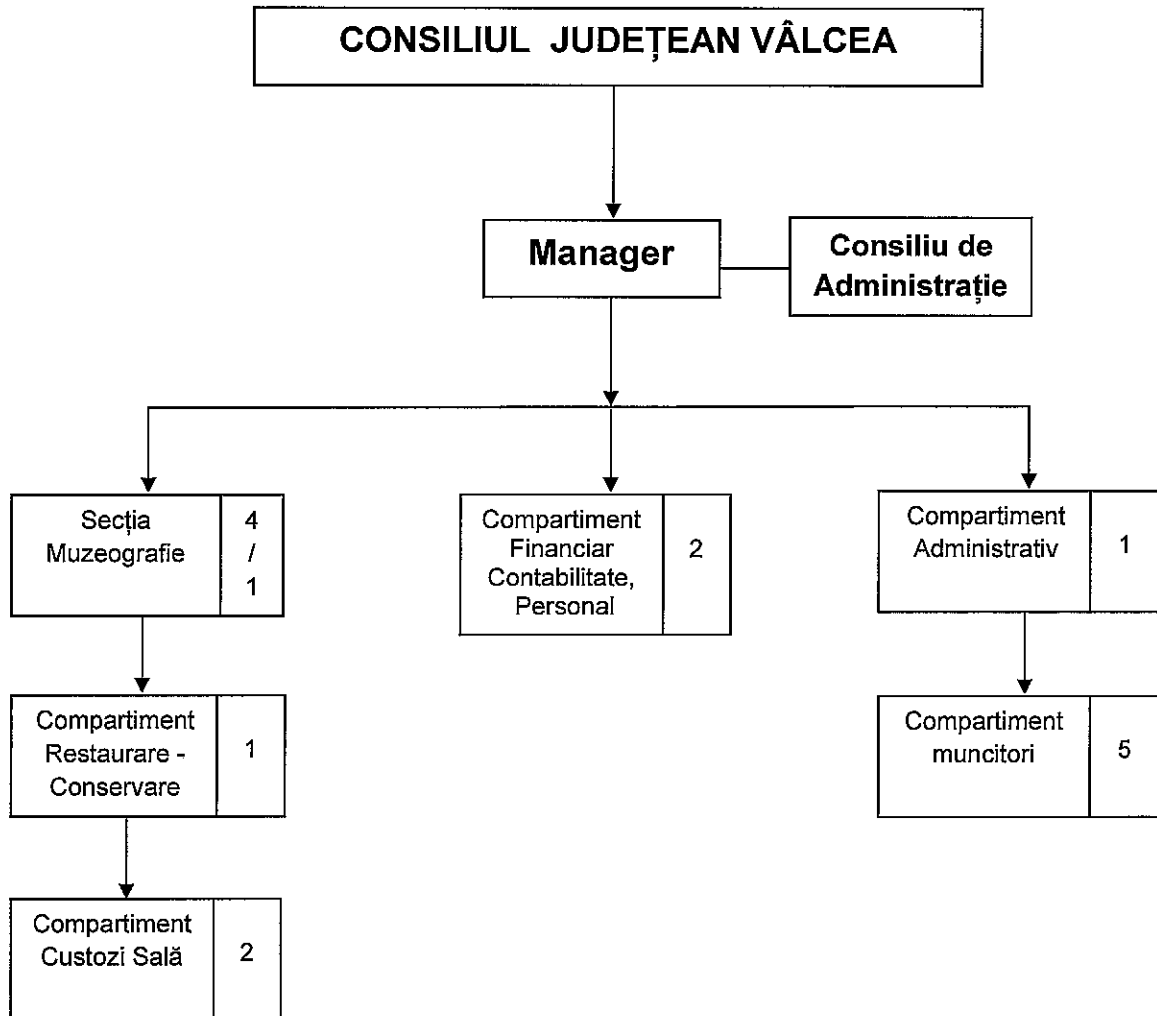 CONSILIUL JUDEȚEAN VÂLCEA
Manager
Consiliu de
Administrație
Secția
Muzeografie
4
/
1
Compartiment
Financiar
Contabilitate,
Personal
2
Compartiment
Administrativ
1
Compartiment
Restaurare -
Conservare
1
Compartiment
muncitori
5
Compartiment
Custozi Sală
2